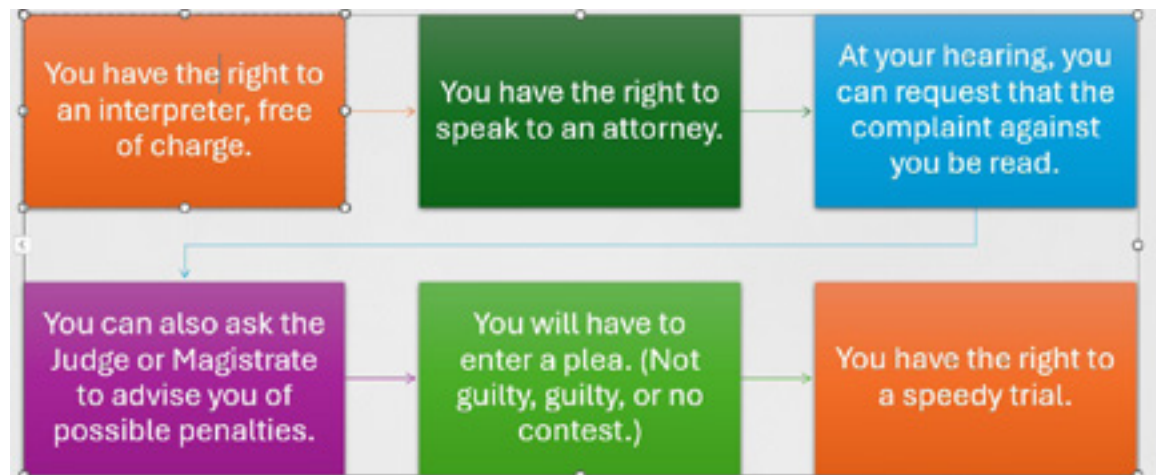 You have the right to
an interpreter, free
of charge.
You have the right to
speak to an attorney.
At your hearing, you
can request that the
complaint against
you be read.
You can also ask the
Judge or Magistrate
to advise you of
possible penalties.
You will have to
enter a plea. (Not
guilty, guilty, or no
contest.)
You have the right to
a speedy trial.